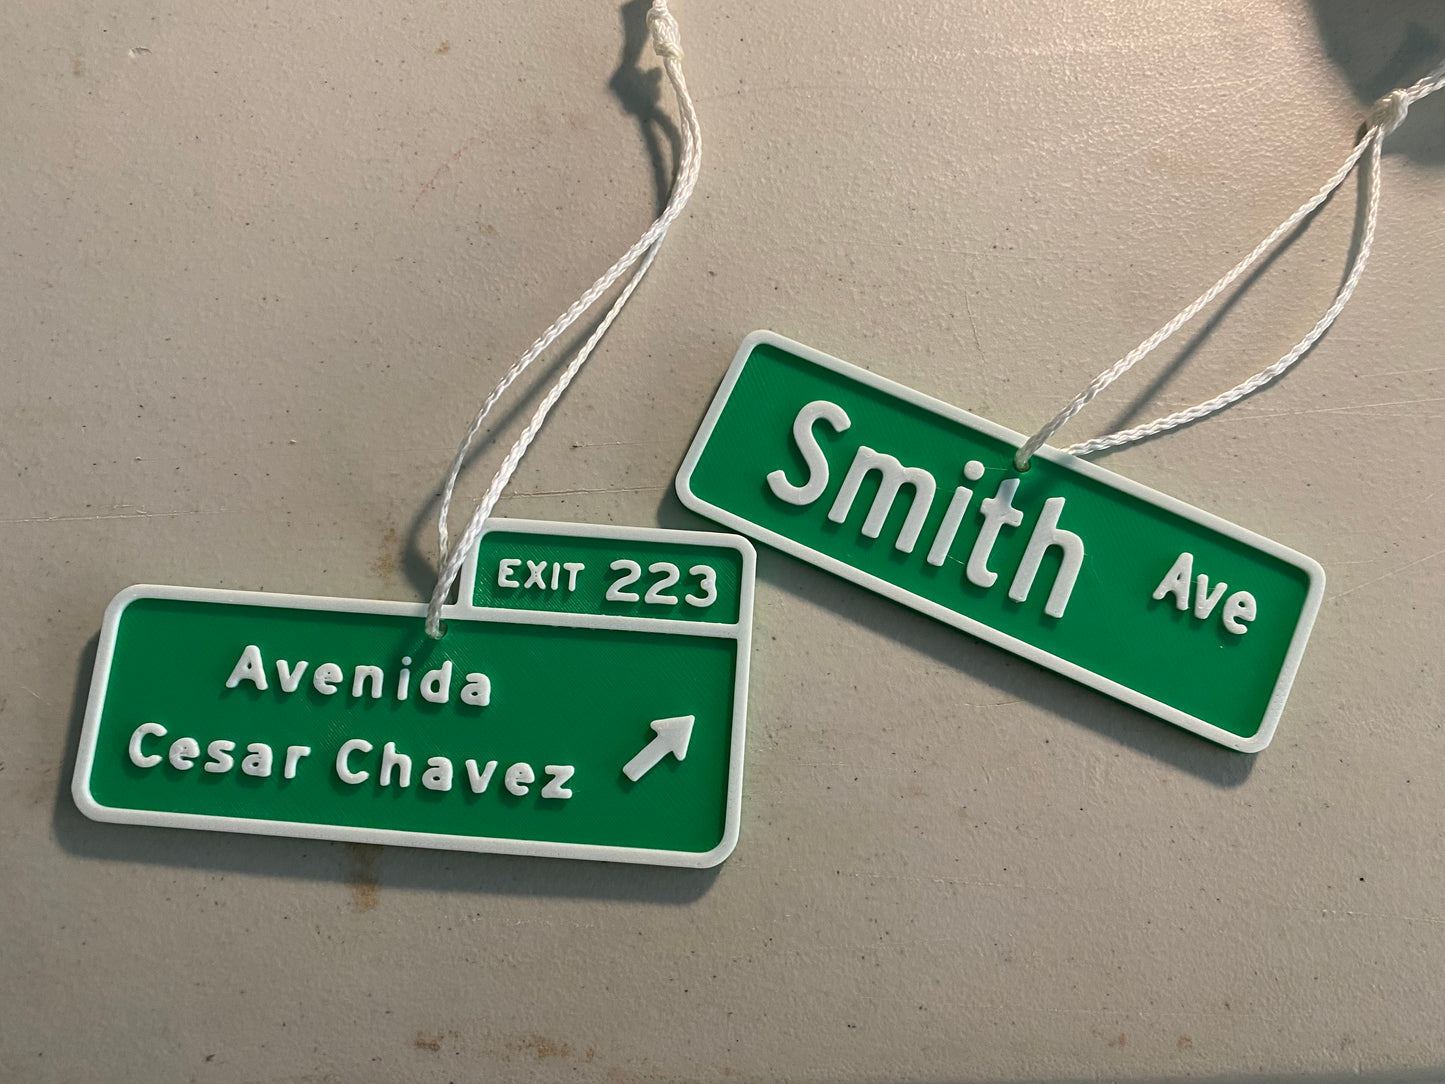 EXIT 223
Avenida
Cesar Chavez
Smith Ave